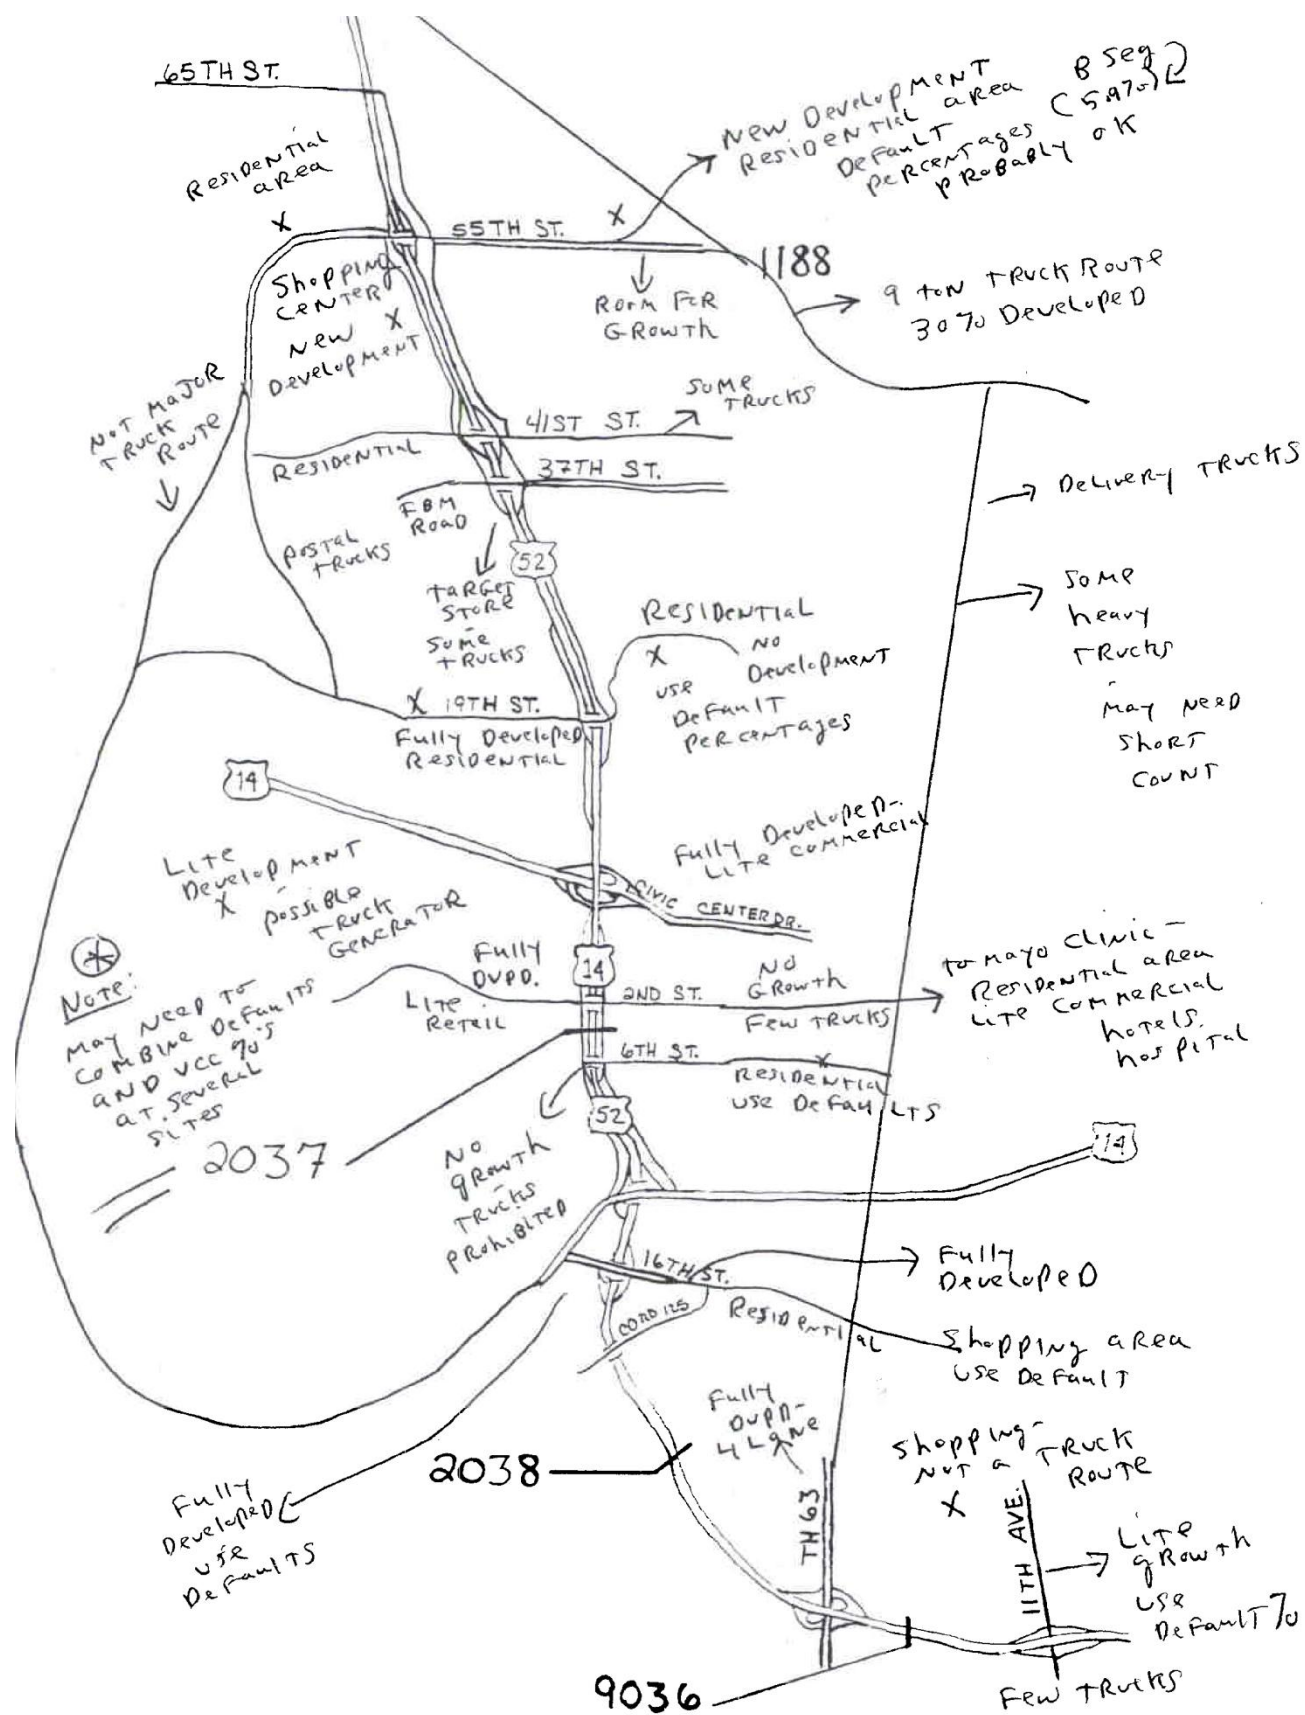 65TH ST.
Residential
area
X
New Development
Residential area
Default
percentages
probably OK
B seg
(5.9%)
55TH ST.
X
Shopping
Center
X
New
Development
Room For
Growth
1188
9 ton Truck Route
30% Developed
Not Major
Truck
Route
41ST ST.
Some
Trucks
Residential
37TH ST.
Postal
Trucks
52
Target
Store
-
Some
Trucks
Road
Delivery Trucks
Some
heavy
Trucks
-
may need
short
count
Residential
X
No
Development
use
Default
percentages
X 19TH ST.
Fully Developed
Residential
14
Fully Developed-
Lite Commercial
CIVIC CENTER DR.
Lite
Development
X
-
possible
Truck
Generator
Note:
may need to
combine defaults
and VCC %'s
at several
sites
Fully
DVPD.
Lite
Retail
14
2ND ST.
No
Growth
Few Trucks
to Mayo Clinic -
Residential area
Lite Commercial
hotels,
hospital
6TH ST.
X
Residential
use Defaults
52
2037
No
growth
-
Trucks
prohibited
14
16TH ST.
Fully
Developed
CO RD 125
Residential
Shopping area
use Default
Fully
DVPD-
4 Lane
2038
Shopping-
Not a Truck
Route
X
TH 63
11TH AVE.
Lite
growth
use
Default %
Fully
Developed
use
Defaults
9036
Few Trucks